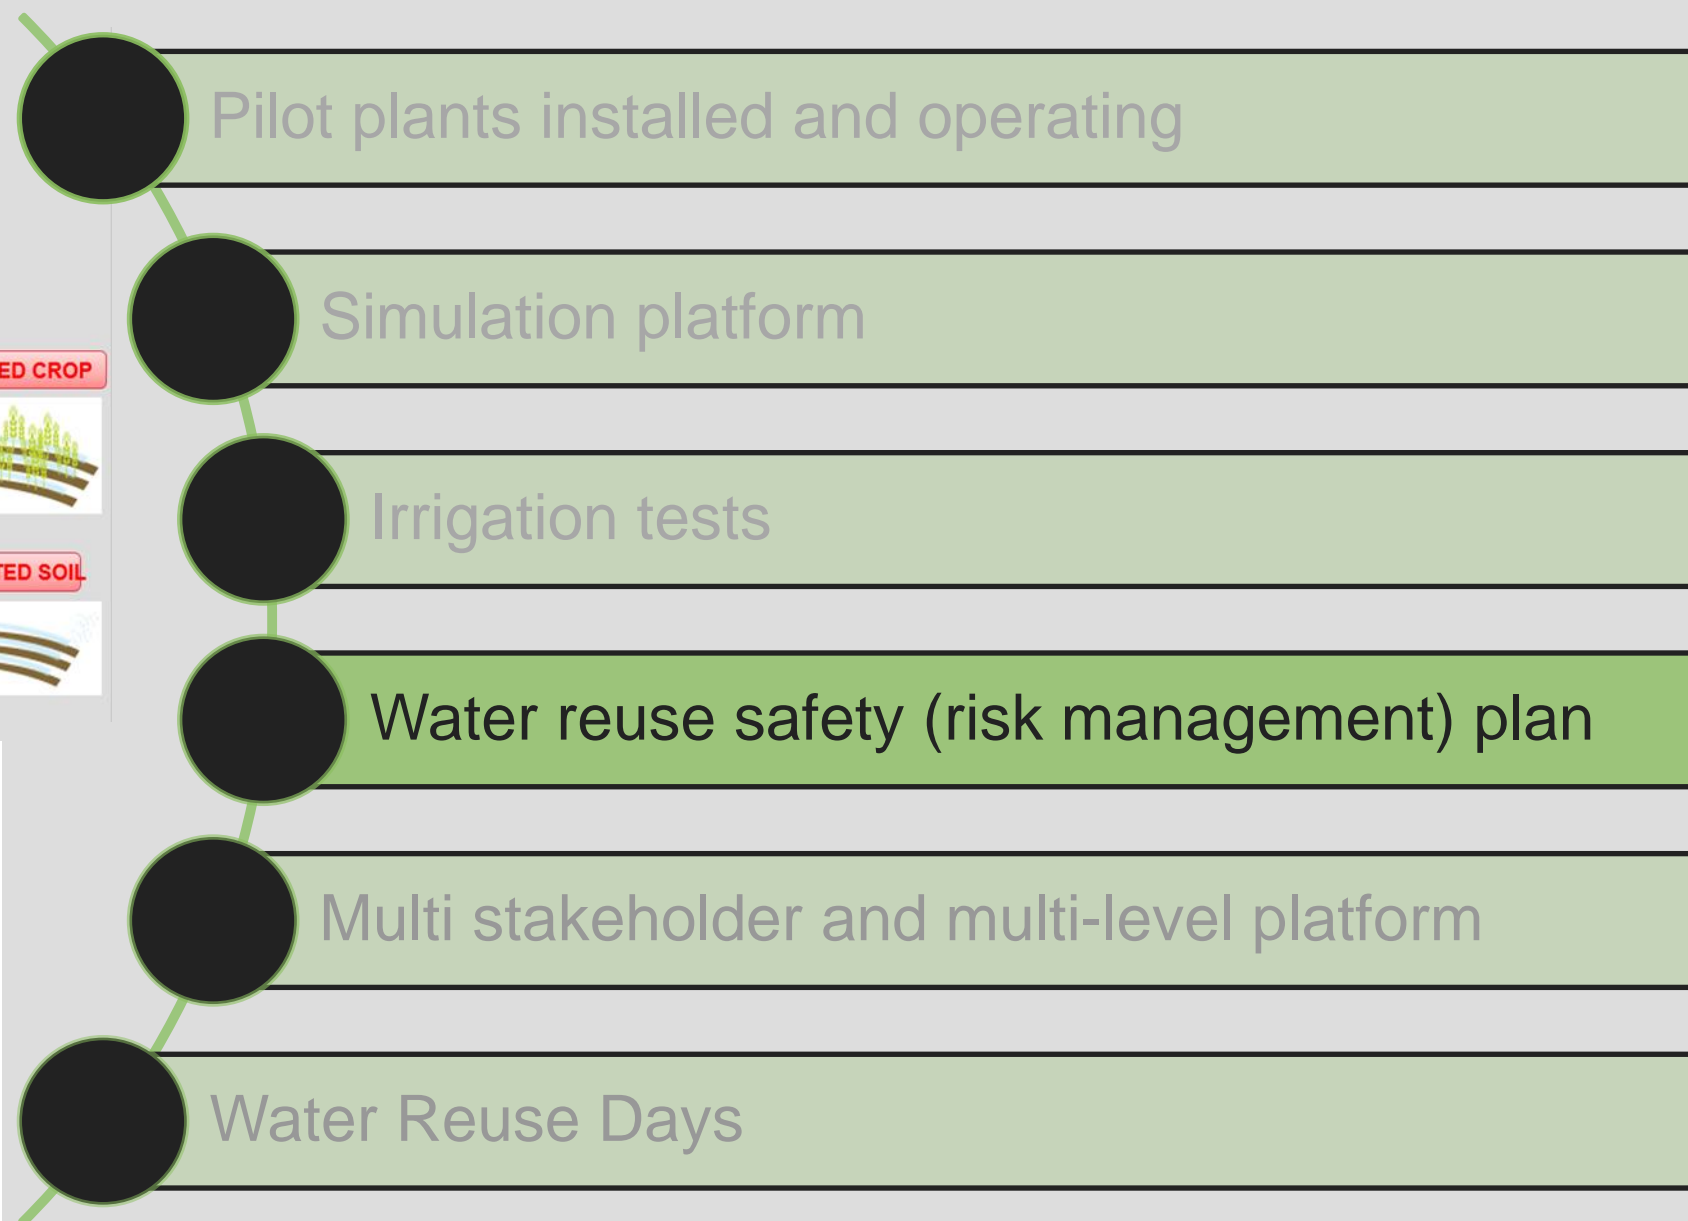 Pilot plants installed and operating
Simulation platform
ED CROP
Irrigation tests
TED SOIL
Water reuse safety (risk management) plan
Multi stakeholder and multi-level platform
Water Reuse Days